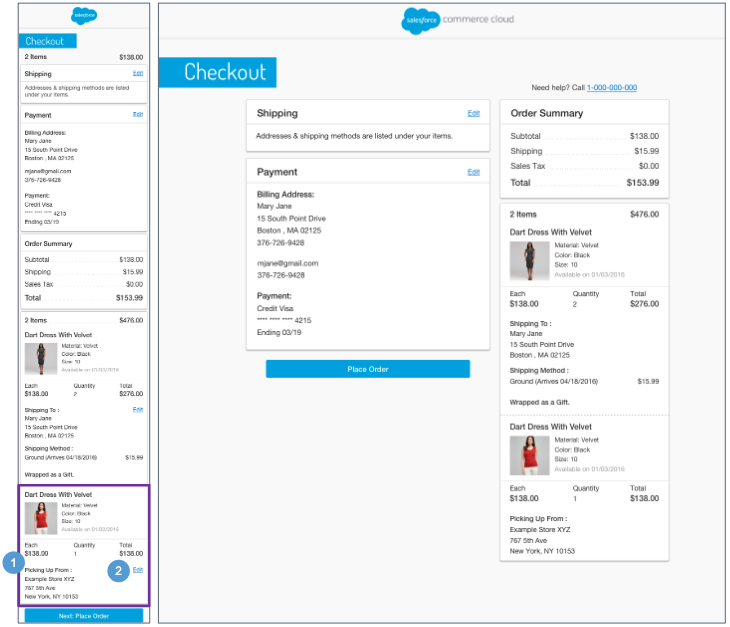 salesforce
Checkout
2 Items $138.00
Shipping Edit
Addresses & shipping methods are listed
under your items.
Payment Edit
Billing Address:
Mary Jane
15 South Point Drive
Boston , MA 02125
mjane@gmail.com
376-726-9428
Payment:
Credit Visa
**** **** **** 4215
Ending 03/19
Order Summary
Subtotal $138.00
Shipping $15.99
Sales Tax $0.00
Total $153.99
2 Items $476.00
Dart Dress With Velvet
Material: Velvet
Color: Black
Size: 10
Available on 01/03/2016
Each Quantity Total
$138.00 2 $276.00
Shipping To : Edit
Mary Jane
15 South Point Drive
Boston , MA 02125
Shipping Method :
Ground (Arrives 04/18/2016) $15.99
Wrapped as a Gift.
Dart Dress With Velvet
Material: Velvet
Color: Black
Size: 10
Available on 01/03/2016
Each Quantity Total
$138.00 1 $138.00
1
2
Picking Up From : Edit
Example Store XYZ
767 5th Ave
New York, NY 10153
Next: Place Order
salesforce commerce cloud
Checkout
Need help? Call 1-000-000-000
Shipping Edit
Addresses & shipping methods are listed under your items.
Payment Edit
Billing Address:
Mary Jane
15 South Point Drive
Boston , MA 02125
376-726-9428
mjane@gmail.com
376-726-9428
Payment:
Credit Visa
**** **** **** 4215
Ending 03/19
Place Order
Order Summary
Subtotal $138.00
Shipping $15.99
Sales Tax $0.00
Total $153.99
2 Items $476.00
Dart Dress With Velvet
Material: Velvet
Color: Black
Size: 10
Available on 01/03/2016
Each Quantity Total
$138.00 2 $276.00
Shipping To :
Mary Jane
15 South Point Drive
Boston , MA 02125
Shipping Method :
Ground (Arrives 04/18/2016) $15.99
Wrapped as a Gift.
Dart Dress With Velvet
Material: Velvet
Color: Black
Size: 10
Available on 01/03/2016
Each Quantity Total
$138.00 1 $138.00
Picking Up From :
Example Store XYZ
767 5th Ave
New York, NY 10153